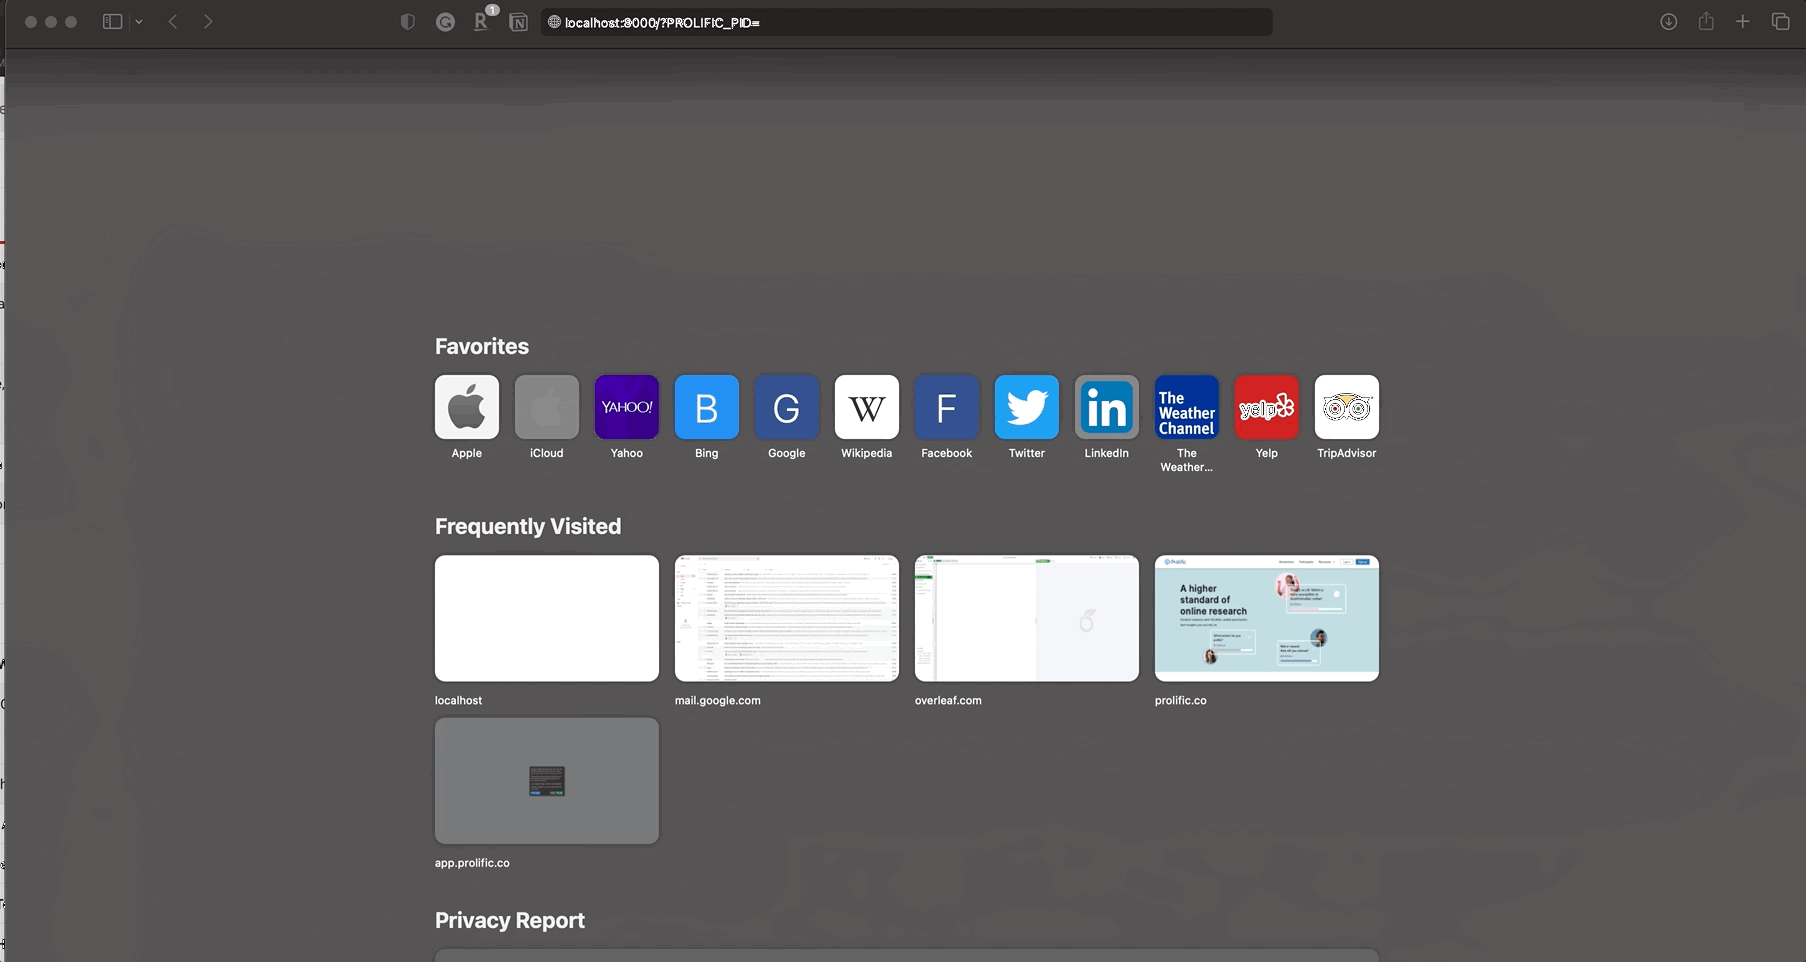 1
localhost:8000/?PROLIFIC_PID=
Favorites
YAHOO!
B
G
W
F
in
The Weather Channel
yelp
Apple
iCloud
Yahoo
Bing
Google
Wikipedia
Facebook
Twitter
LinkedIn
The Weather...
Yelp
TripAdvisor
Frequently Visited
Prolific
A higher
standard of
online research
localhost
mail.google.com
overleaf.com
prolific.co
app.prolific.co
Privacy Report